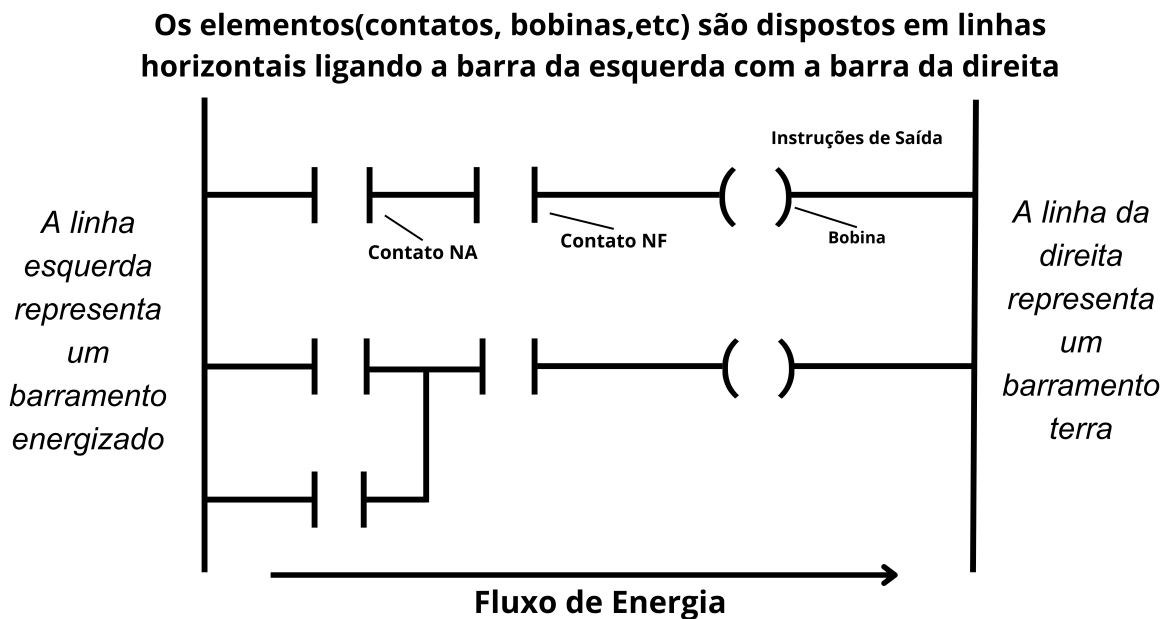 Os elementos(contatos, bobinas,etc) são dispostos em linhas
horizontais ligando a barra da esquerda com a barra da direita
Instruções de Saída
Contato NA
Contato NF
Bobina
A linha
esquerda
representa
um
barramento
energizado
A linha da
direita
representa
um
barramento
terra
Fluxo de Energia